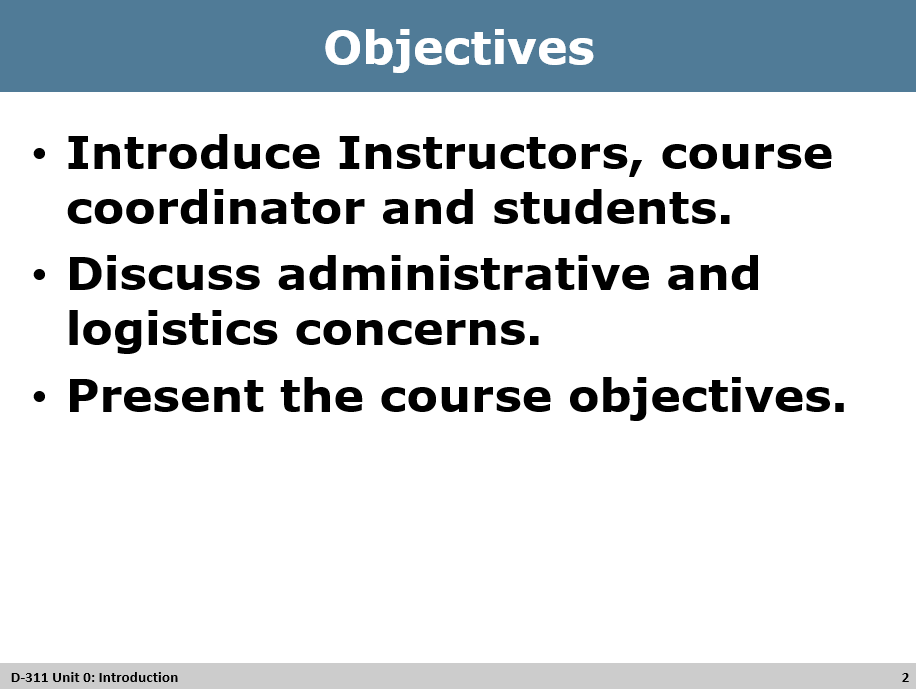 Objectives
• Introduce Instructors, course
coordinator and students.
• Discuss administrative and
logistics concerns.
• Present the course objectives.
D-311 Unit 0: Introduction 2